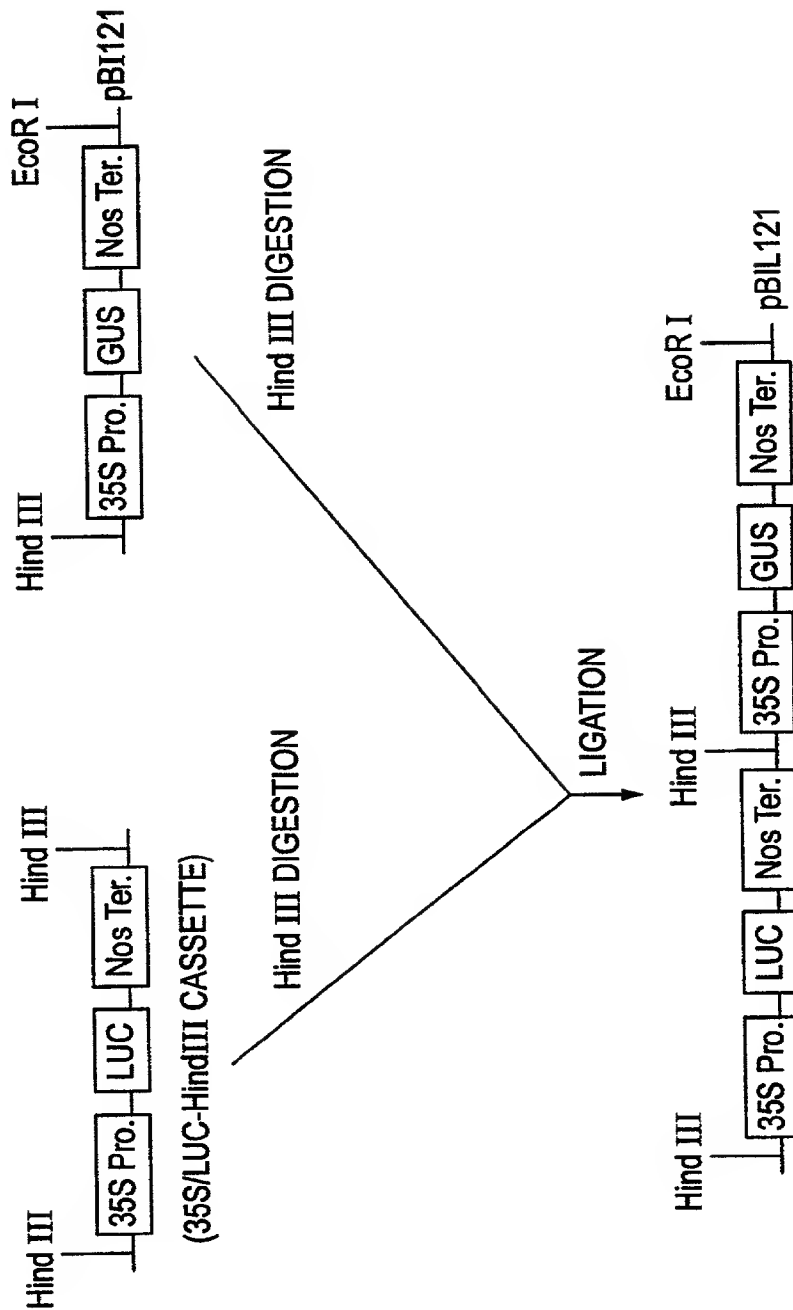 Hind III
Hind III
35S Pro.
LUC
Nos Ter.
(35S/LUC-HindIII CASSETTE)
Hind III DIGESTION
Hind III
EcoR I
35S Pro.
GUS
Nos Ter.
pBI121
Hind III DIGESTION
LIGATION
Hind III
Hind III
EcoR I
35S Pro.
LUC
Nos Ter.
35S Pro.
GUS
Nos Ter.
pBIL121